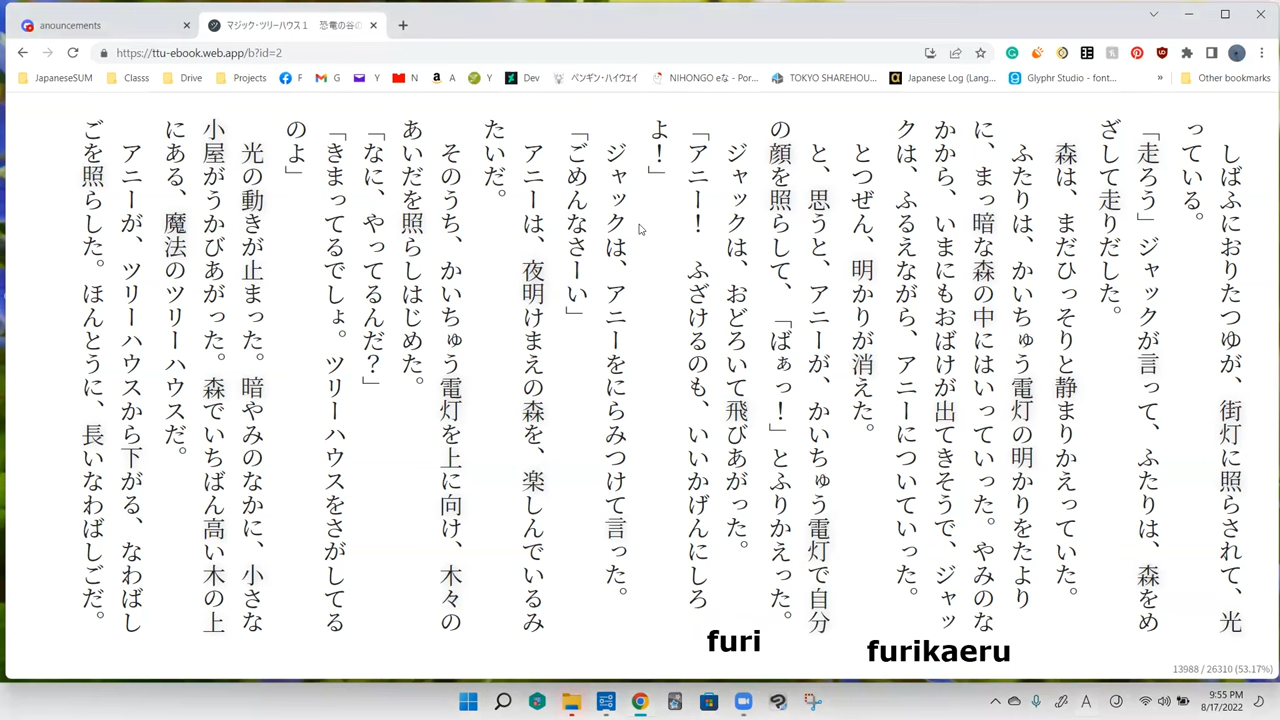 anouncements
マジック・ツリーハウス１　恐竜の谷の
https://ttu-ebook.web.app/b?id=2
JapaneseSUM
Classs
Drive
Projects
F
G
Y
N
A
Y
Dev
ペンギン・ハイウェイ
NIHONGO eな - Por...
TOKYO SHAREHOU...
Japanese Log (Lang...
Glyphr Studio - font...
»
Other bookmarks
しばふにおりたつゆが、街灯に照らされて、光
っている。
「走ろう」ジャックが言って、ふたりは、森をめ
ざして走りだした。
森は、まだひっそりと静まりかえっていた。
ふたりは、かいちゅう電灯の明かりをたより
に、まっ暗な森の中にはいっていった。やみのな
かから、いまにもおばけが出てきそうで、ジャッ
クは、ふるえながら、アニーについていった。
とつぜん、明かりが消えた。
と、思うと、アニーが、かいちゅう電灯で自分
の顔を照らして、「ばぁっ！」とふりかえった。
ジャックは、おどろいて飛びあがった。
「アニー！　ふざけるのも、いいかげんにしろ
よ！」
ジャックは、アニーをにらみつけて言った。
「ごめんなさーい」
アニーは、夜明けまえの森を、楽しんでいるみ
たいだ。
そのうち、かいちゅう電灯を上に向け、木々の
あいだを照らしはじめた。
「なに、やってるんだ？」
「きまってるでしょ。ツリーハウスをさがしてる
のよ」
光の動きが止まった。暗やみのなかに、小さな
小屋がうかびあがった。森でいちばん高い木の上
にある、魔法のツリーハウスだ。
アニーが、ツリーハウスから下がる、なわばし
ごを照らした。ほんとうに、長いなわばしごだ。
furi
furikaeru
13988 / 26310 (53.17%)
A
9:55 PM
8/17/2022